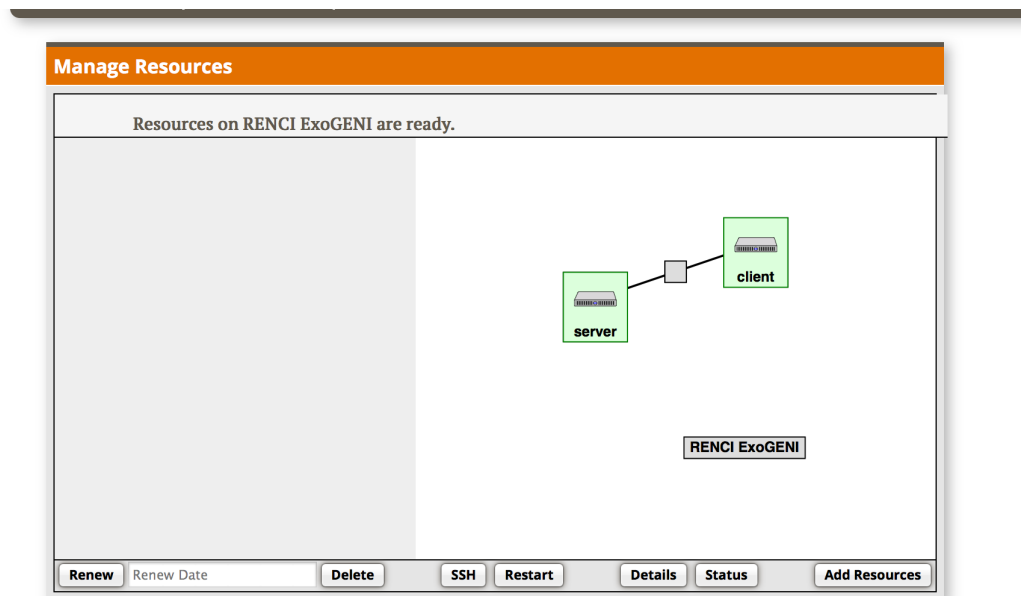 Manage Resources
Resources on RENCI ExoGENI are ready.
client
server
RENCI ExoGENI
Renew Renew Date Delete SSH Restart Details Status Add Resources